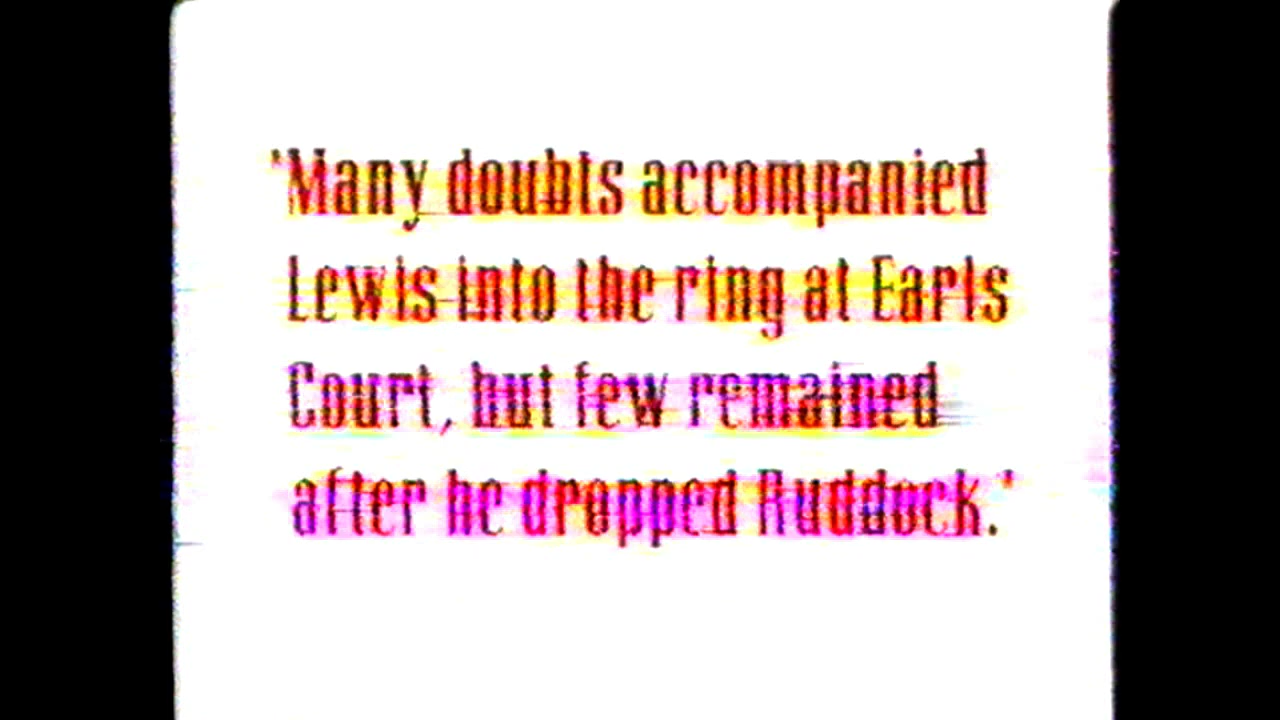 'Many doubts accompanied
Lewis into the ring at Earls
Court, but few remained
after he dropped Ruddock.'